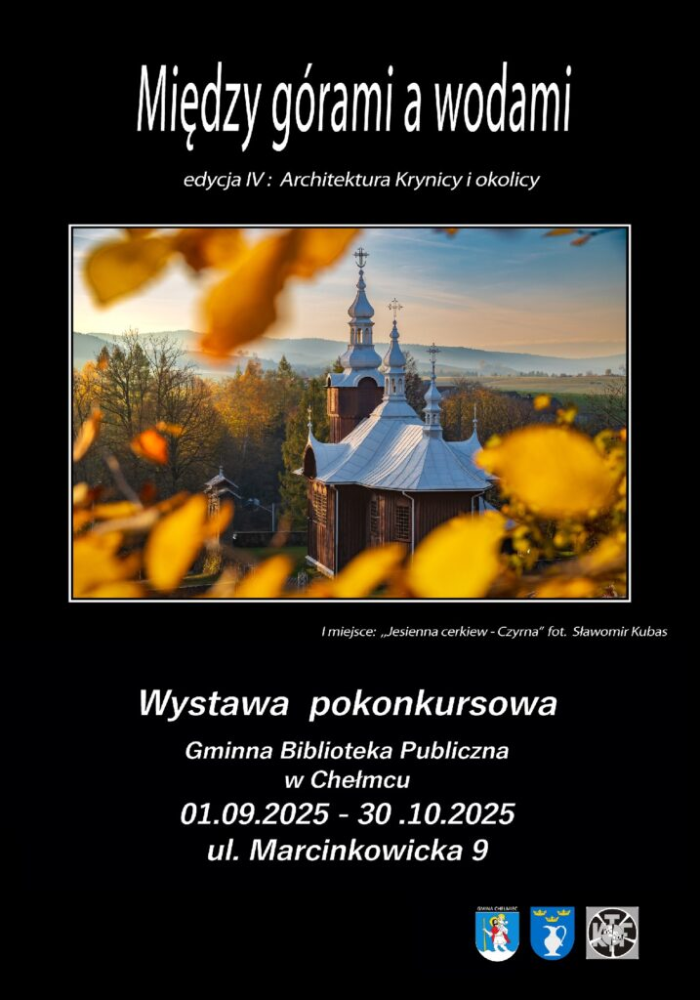 Między górami a wodami
edycja IV : Architektura Krynicy i okolicy
I miejsce: ,,Jesienna cerkiew - Czyrna" fot. Sławomir Kubas
Wystawa pokonkursowa
Gminna Biblioteka Publiczna
w Chełmcu
01.09.2025 - 30 .10.2025
ul. Marcinkowicka 9
GMINA CHEŁMIEC
KTF